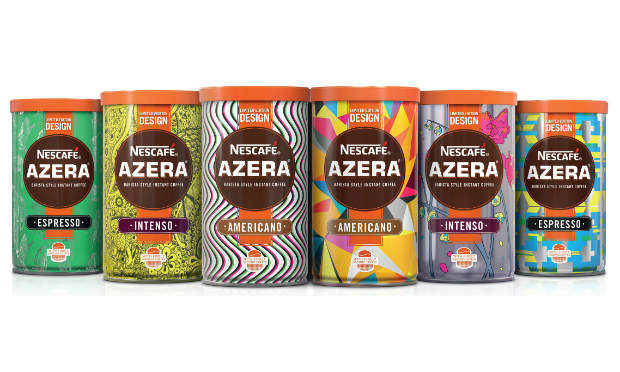 LIMITED EDITION
DESIGN
NESCAFÉ
AZERA
BARISTA STYLE INSTANT COFFEE
· ESPRESSO ·
LIMITED EDITION
DESIGN
NESCAFÉ
AZERA
BARISTA STYLE INSTANT COFFEE
· INTENSO ·
LIMITED EDITION
DESIGN
NESCAFÉ
AZERA
BARISTA STYLE INSTANT COFFEE
· AMERICANO ·
LIMITED EDITION
DESIGN
NESCAFÉ
AZERA
BARISTA STYLE INSTANT COFFEE
· AMERICANO ·
LIMITED EDITION
DESIGN
NESCAFÉ
AZERA
BARISTA STYLE INSTANT COFFEE
· INTENSO ·
LIMITED EDITION
DESIGN
NESCAFÉ
AZERA
BARISTA STYLE INSTANT COFFEE
· ESPRESSO ·